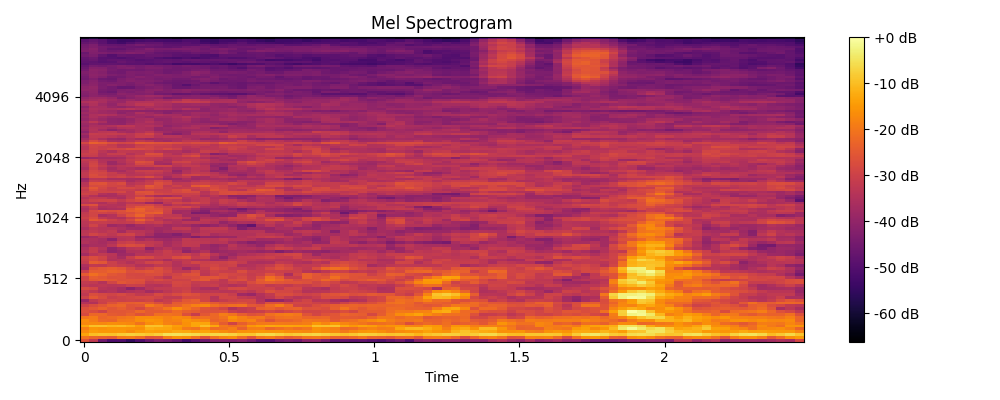 Mel Spectrogram
Hz
4096
2048
1024
512
0
0
0.5
1
1.5
2
Time
+0 dB
-10 dB
-20 dB
-30 dB
-40 dB
-50 dB
-60 dB